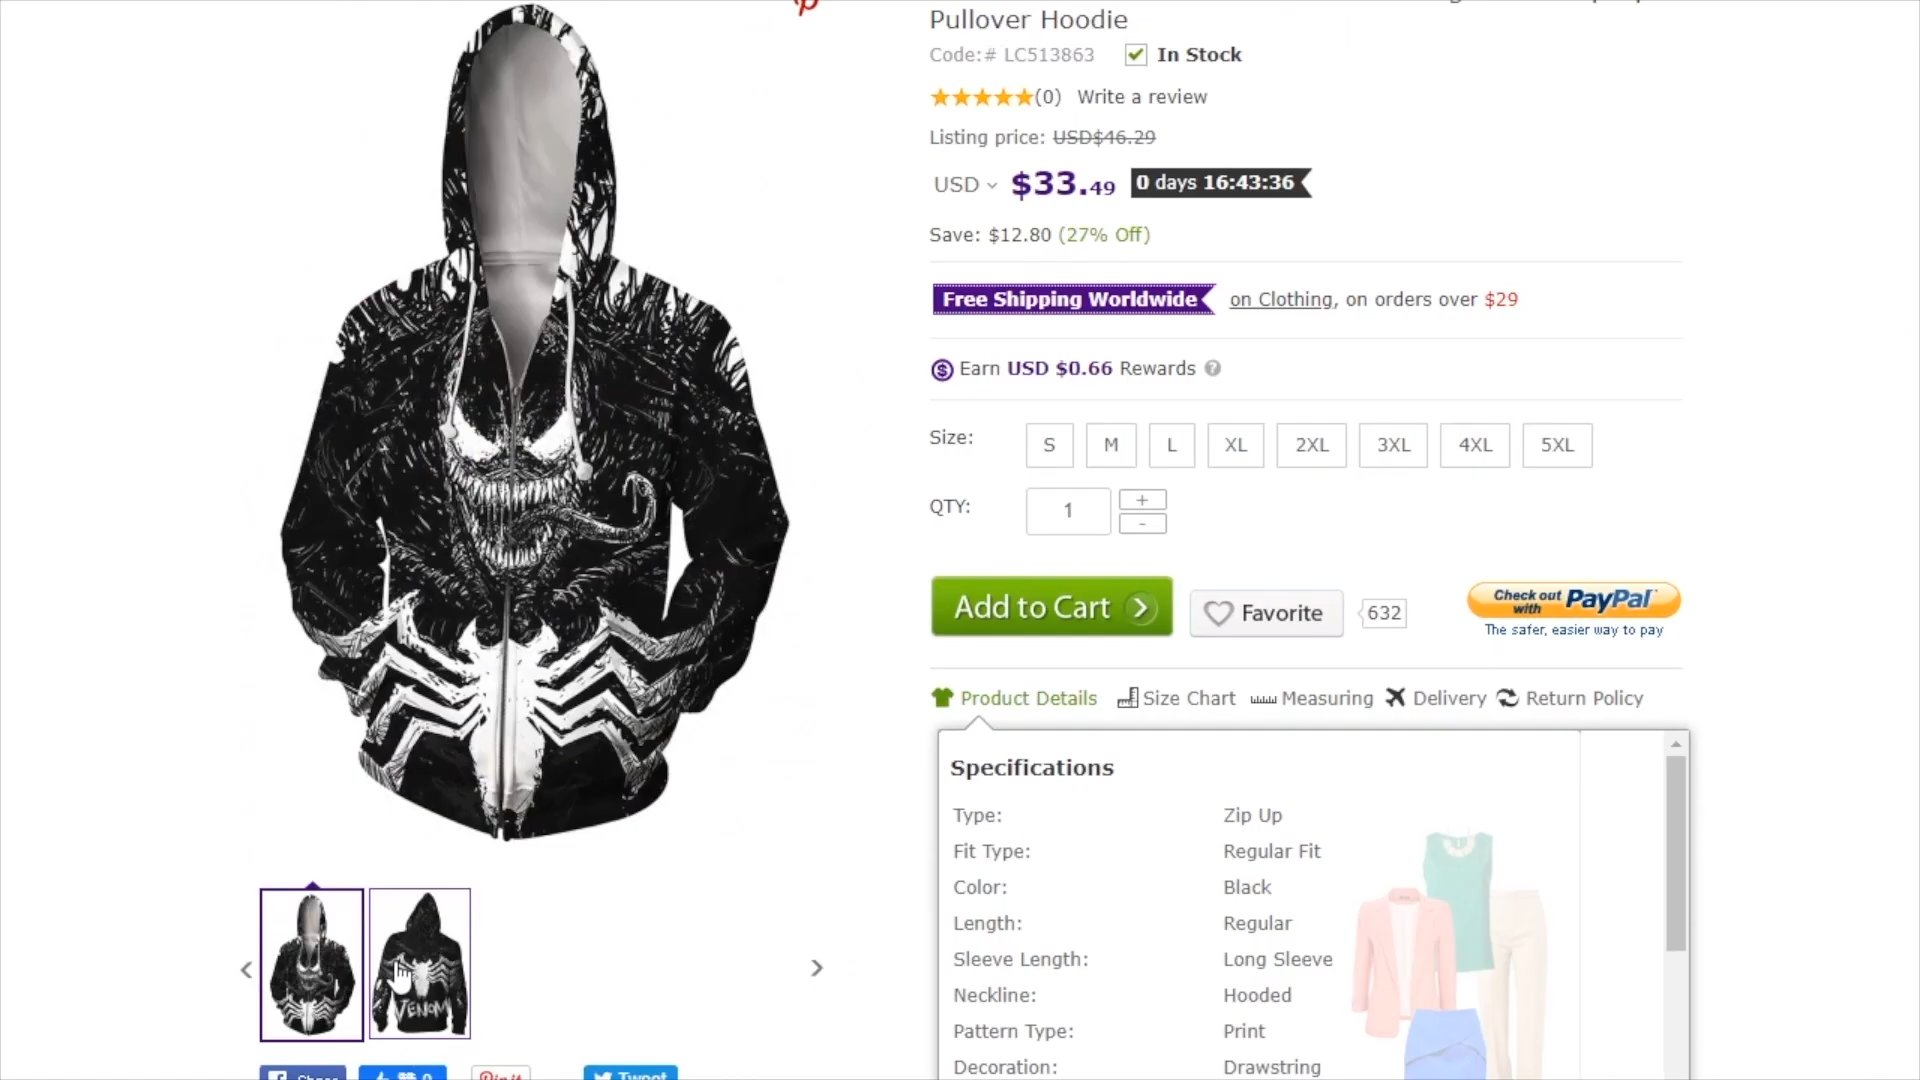 Pullover Hoodie
Code:# LC513863 In Stock
(0) Write a review
Listing price: USD$46.29
USD $33.49 0 days 16:43:36
Save: $12.80 (27% Off)
Free Shipping Worldwide on Clothing, on orders over $29
$ Earn USD $0.66 Rewards ?
Size: S M L XL 2XL 3XL 4XL 5XL
QTY: 1 + -
Add to Cart Favorite 632 Check out with PayPal
The safer, easier way to pay
Product Details Size Chart Measuring Delivery Return Policy
Specifications
Type: Zip Up
Fit Type: Regular Fit
Color: Black
Length: Regular
Sleeve Length: Long Sleeve
Neckline: Hooded
Pattern Type: Print
Decoration: Drawstring
VENOM
Share 0 Pin it Tweet